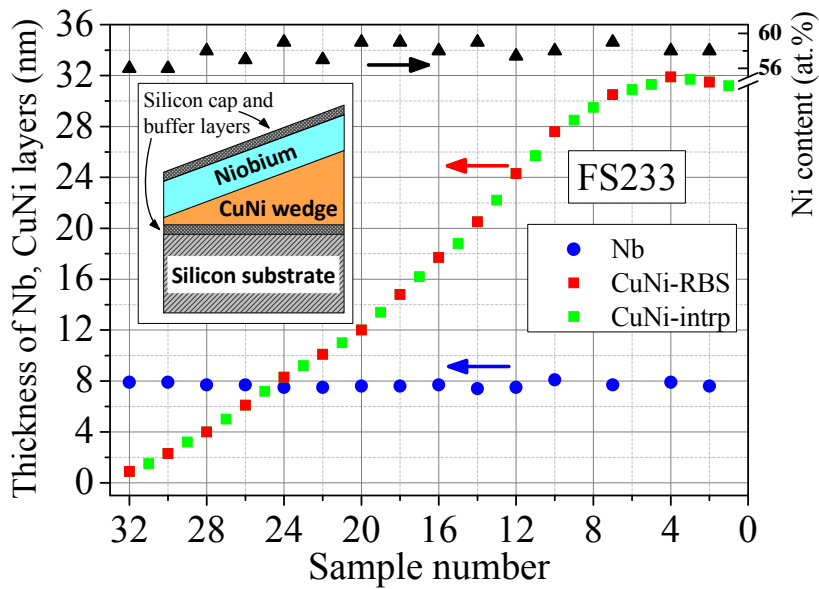 Thickness of Nb, CuNi layers (nm)
36
32
28
24
20
16
12
8
4
0
60
56
Ni content (at.%)
Silicon cap and
buffer layers
Niobium
CuNi wedge
Silicon substrate
FS233
Nb
CuNi-RBS
CuNi-intrp
32 28 24 20 16 12 8 4 0
Sample number